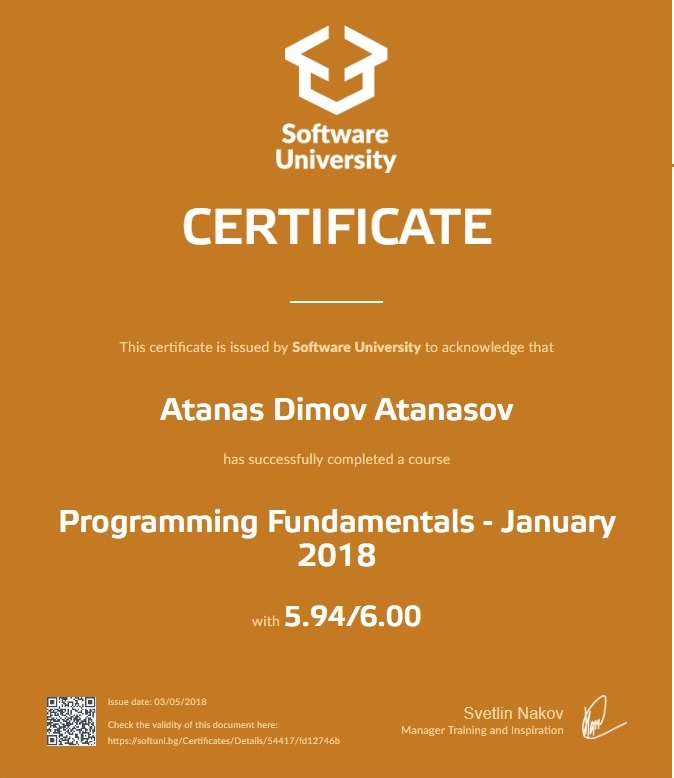 Software
University
CERTIFICATE
This certificate is issued by Software University to acknowledge that
Atanas Dimov Atanasov
has successfully completed a course
Programming Fundamentals - January
2018
with 5.94/6.00
Issue date: 03/05/2018
Check the validity of this document here:
https://softuni.bg/Certificates/Details/54417/fd12746b
Svetlin Nakov
Manager Training and Inspiration